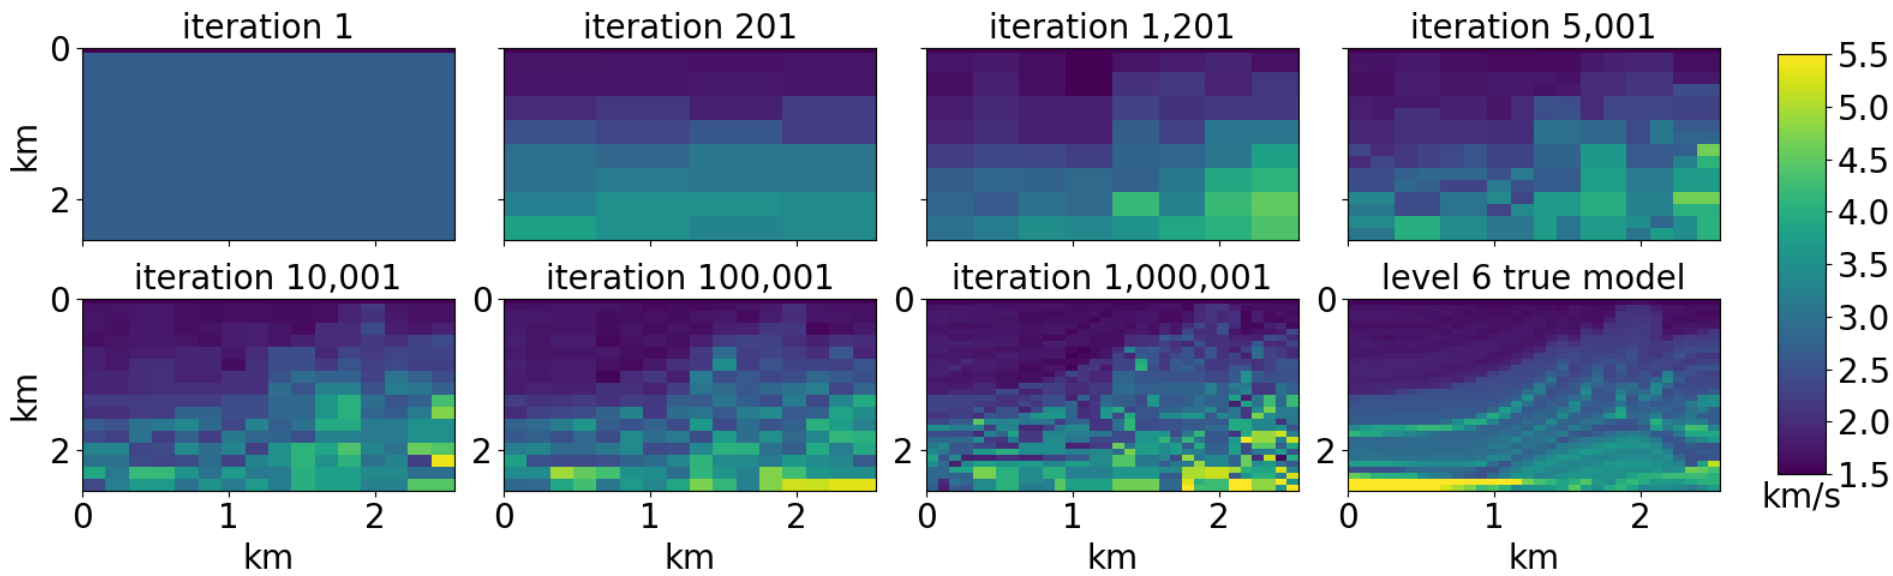 iteration 1
iteration 201
iteration 1,201
iteration 5,001
0
2
km
5.5
5.0
4.5
4.0
3.5
3.0
2.5
2.0
1.5
km/s
iteration 10,001
iteration 100,001
iteration 1,000,001
level 6 true model
0
2
km
0
2
0
2
0
2
0 1 2
km
0 1 2
km
0 1 2
km
0 1 2
km